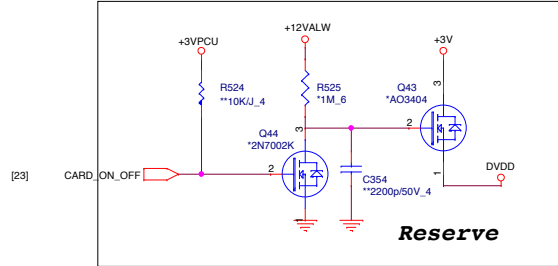 +3VPCU
+12VALW
+3V
R524
**10K/J_4
R525
*1M_6
Q43
*AO3404
3
2
1
Q44
*2N7002K
3
2
1
[23]
CARD_ON_OFF
C354
**2200p/50V_4
DVDD
Reserve